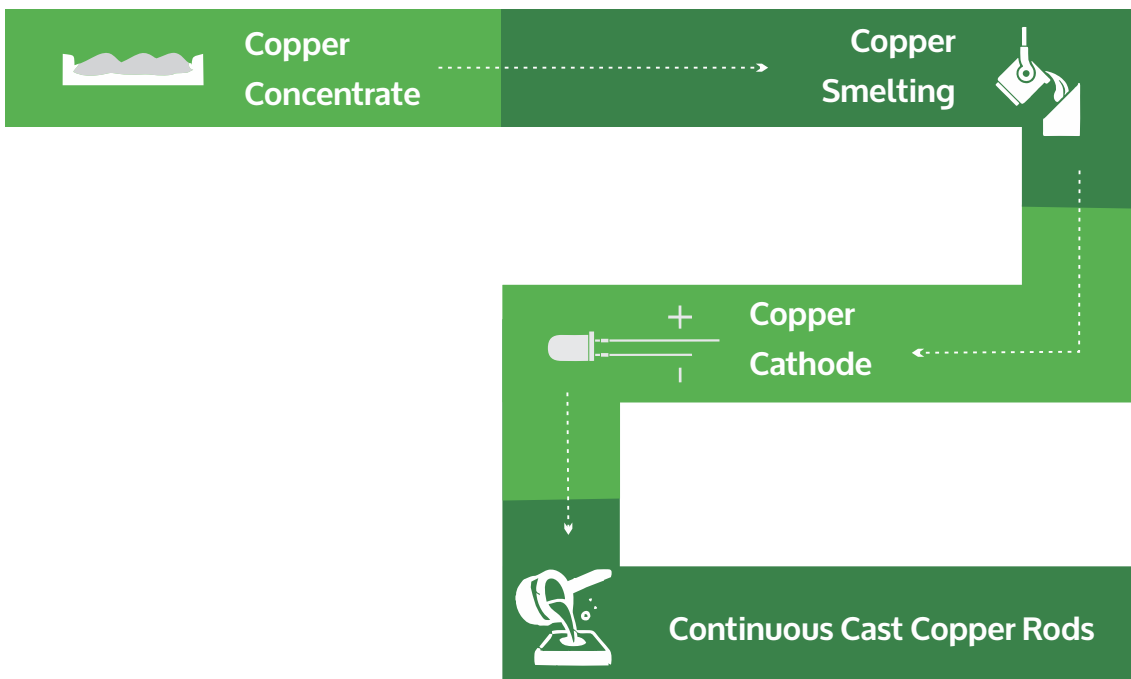 Copper
Concentrate
Copper
Smelting
Copper
Cathode
Continuous Cast Copper Rods